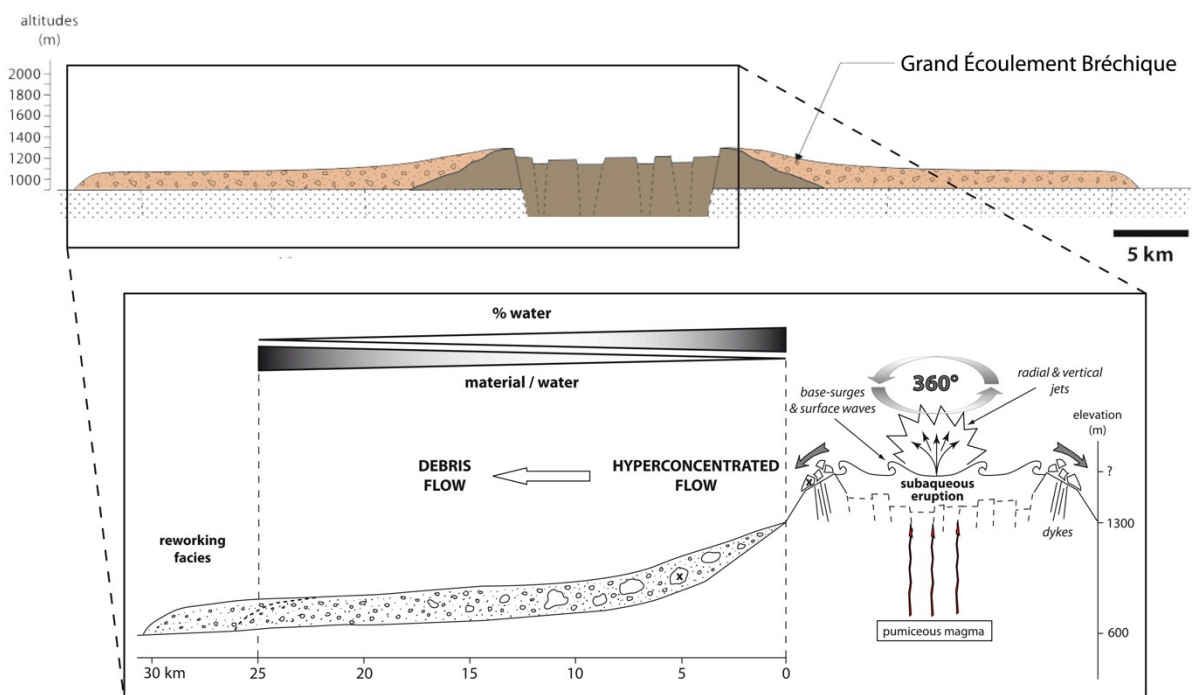 altitudes
(m)
2000
1800
1600
1400
1200
1000
Grand Écoulement Bréchique
5 km
% water
material / water
360°
radial & vertical
jets
base-surges
& surface waves
elevation
(m)
DEBRIS
FLOW
HYPERCONCENTRATED
FLOW
x
subaqueous
eruption
?
1300
dykes
reworking
facies
x
pumiceous magma
600
30 km
25
20
15
10
5
0